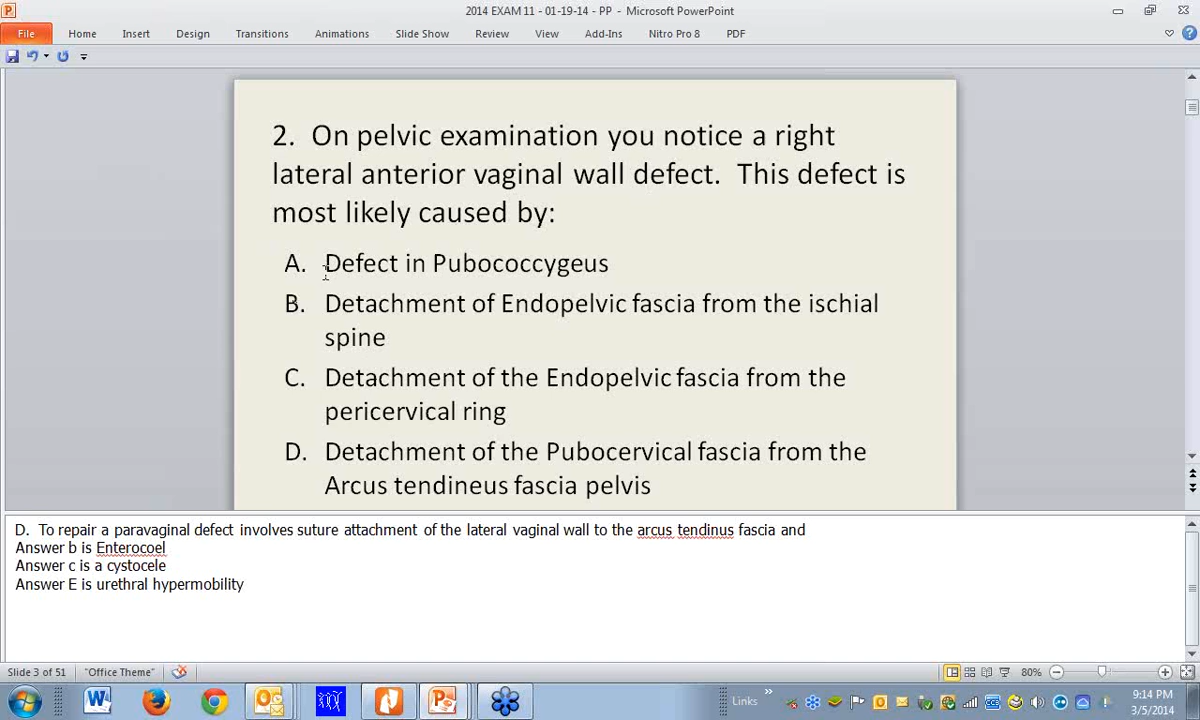 2014 EXAM 11 - 01-19-14 - PP - Microsoft PowerPoint
File Home Insert Design Transitions Animations Slide Show Review View Add-Ins Nitro Pro 8 PDF
2. On pelvic examination you notice a right
lateral anterior vaginal wall defect. This defect is
most likely caused by:
A. Defect in Pubococcygeus
B. Detachment of Endopelvic fascia from the ischial
spine
C. Detachment of the Endopelvic fascia from the
pericervical ring
D. Detachment of the Pubocervical fascia from the
Arcus tendineus fascia pelvis
D. To repair a paravaginal defect involves suture attachment of the lateral vaginal wall to the arcus tendinus fascia and
Answer b is Enterocoel
Answer c is a cystocele
Answer E is urethral hypermobility
Slide 3 of 51 "Office Theme" 80%
Links » 9:14 PM
3/5/2014